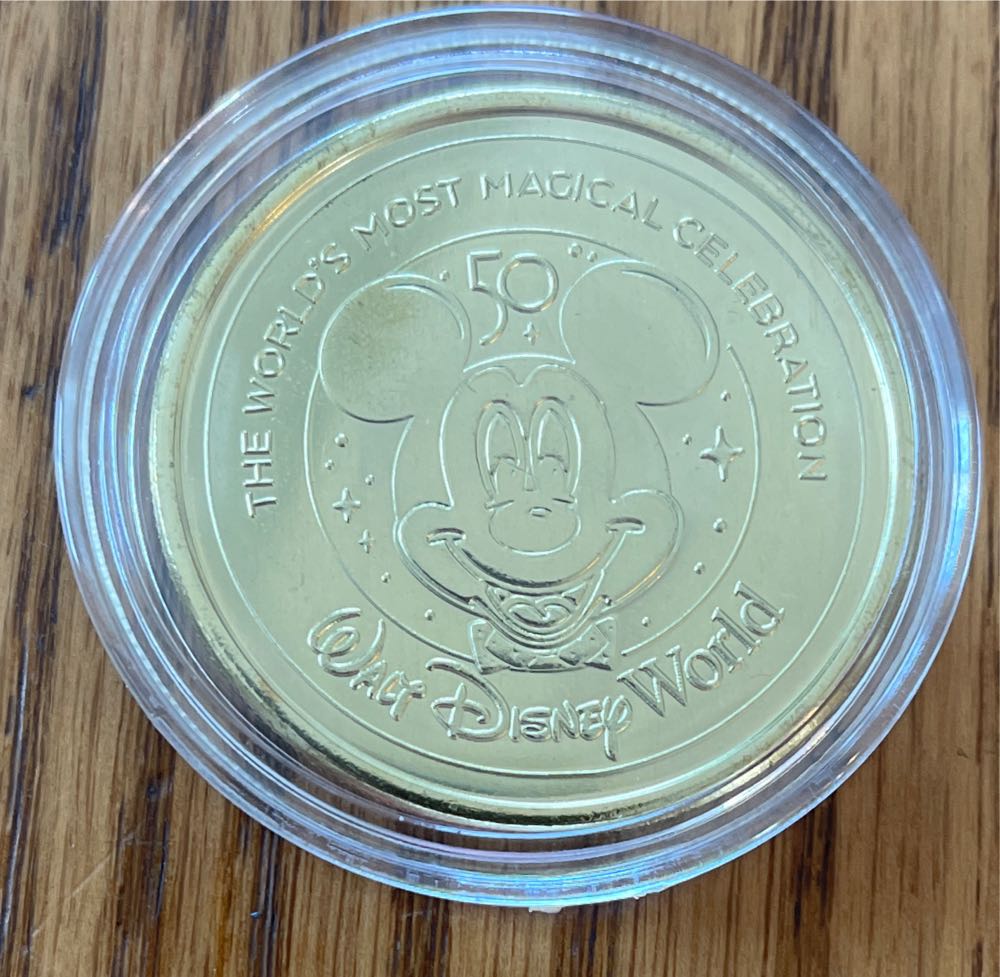 THE WORLD'S MOST MAGICAL CELEBRATION
50
WALT DISNEY World